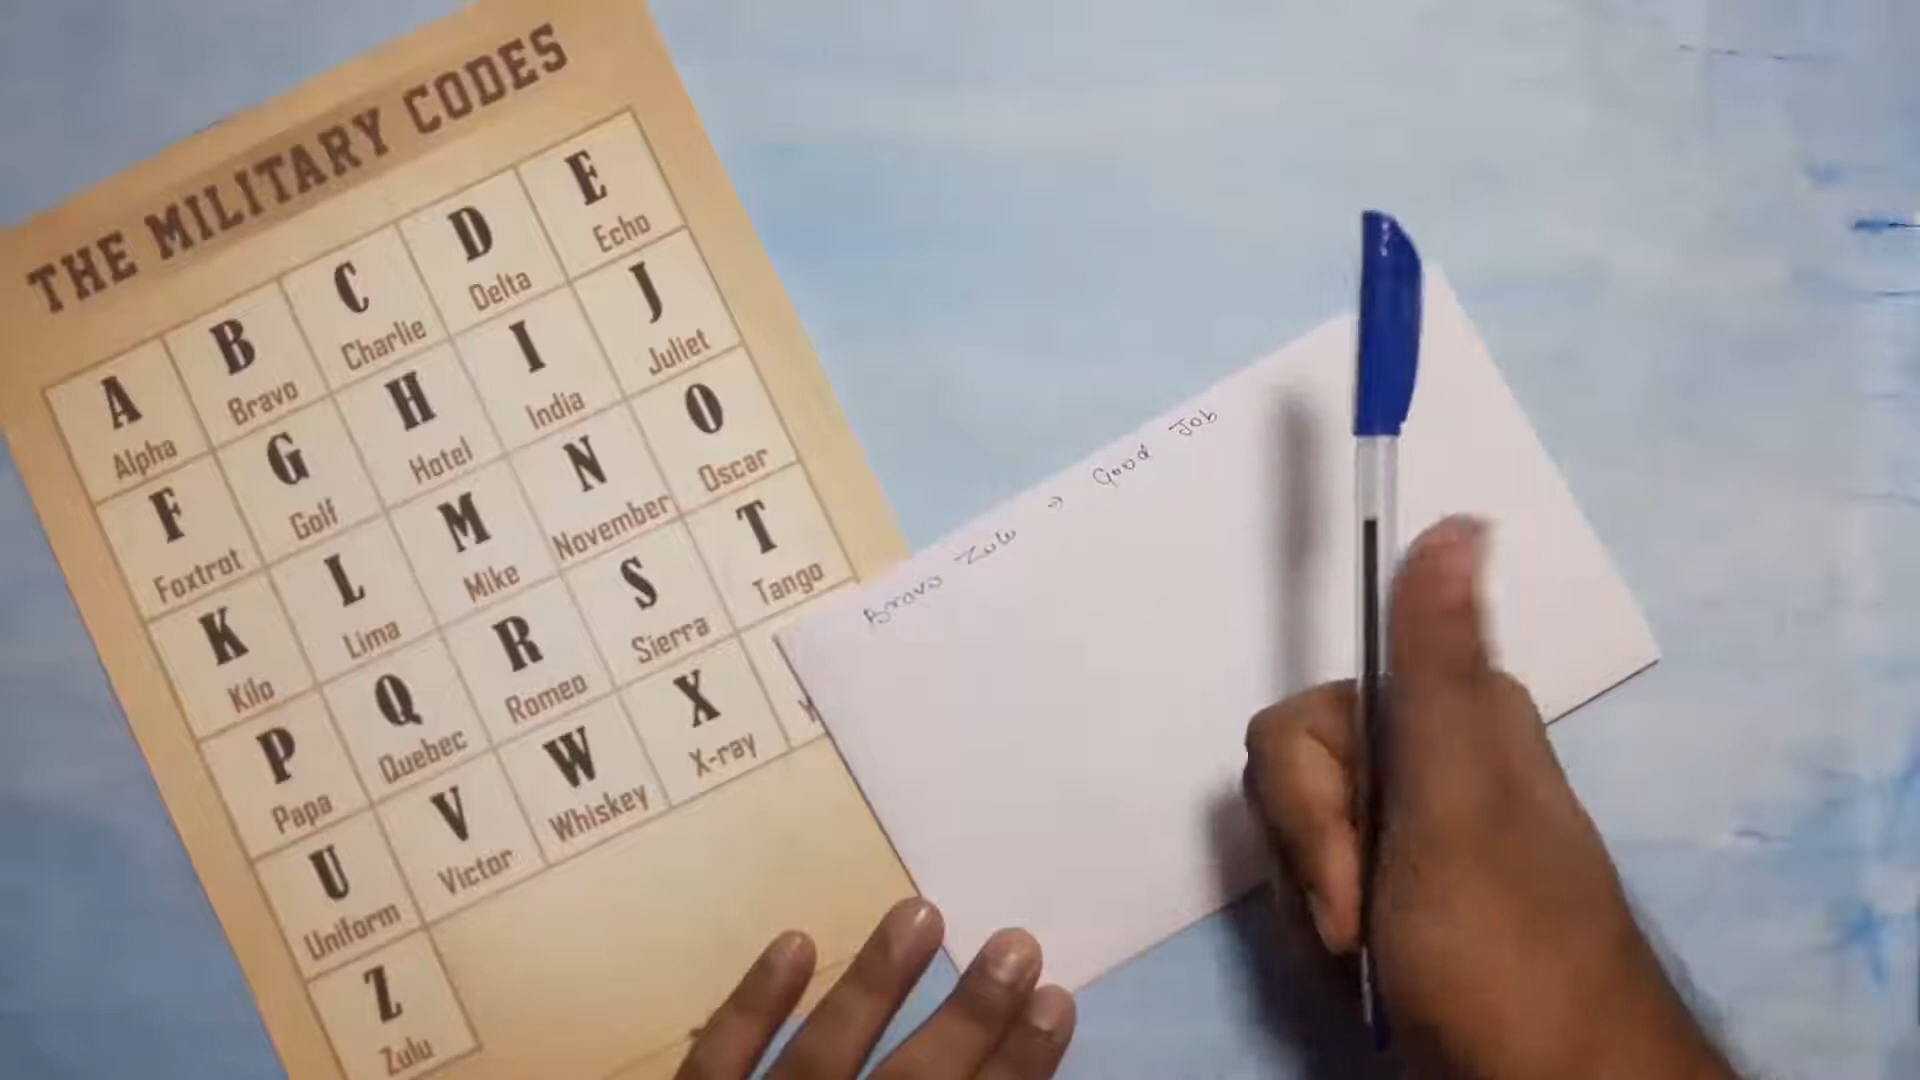 THE MILITARY CODES
A
Alpha
B
Bravo
C
Charlie
D
Delta
E
Echo
F
Foxtrot
G
Golf
H
Hotel
I
India
J
Juliet
K
Kilo
L
Lima
M
Mike
N
November
O
Oscar
P
Papa
Q
Quebec
R
Romeo
S
Sierra
T
Tango
U
Uniform
V
Victor
W
Whiskey
X
X-ray
Z
Zulu
Bravo Zulu → Good Job